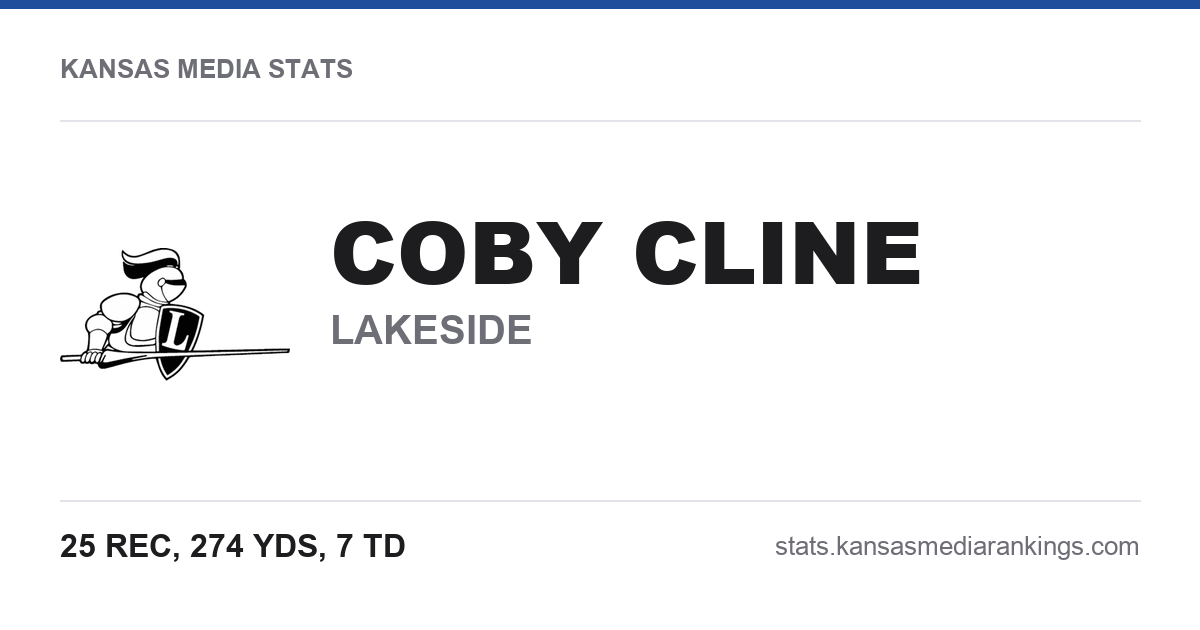 KANSAS MEDIA STATS
COBY CLINE
LAKESIDE
L
25 REC, 274 YDS, 7 TD
stats.kansasmediarankings.com